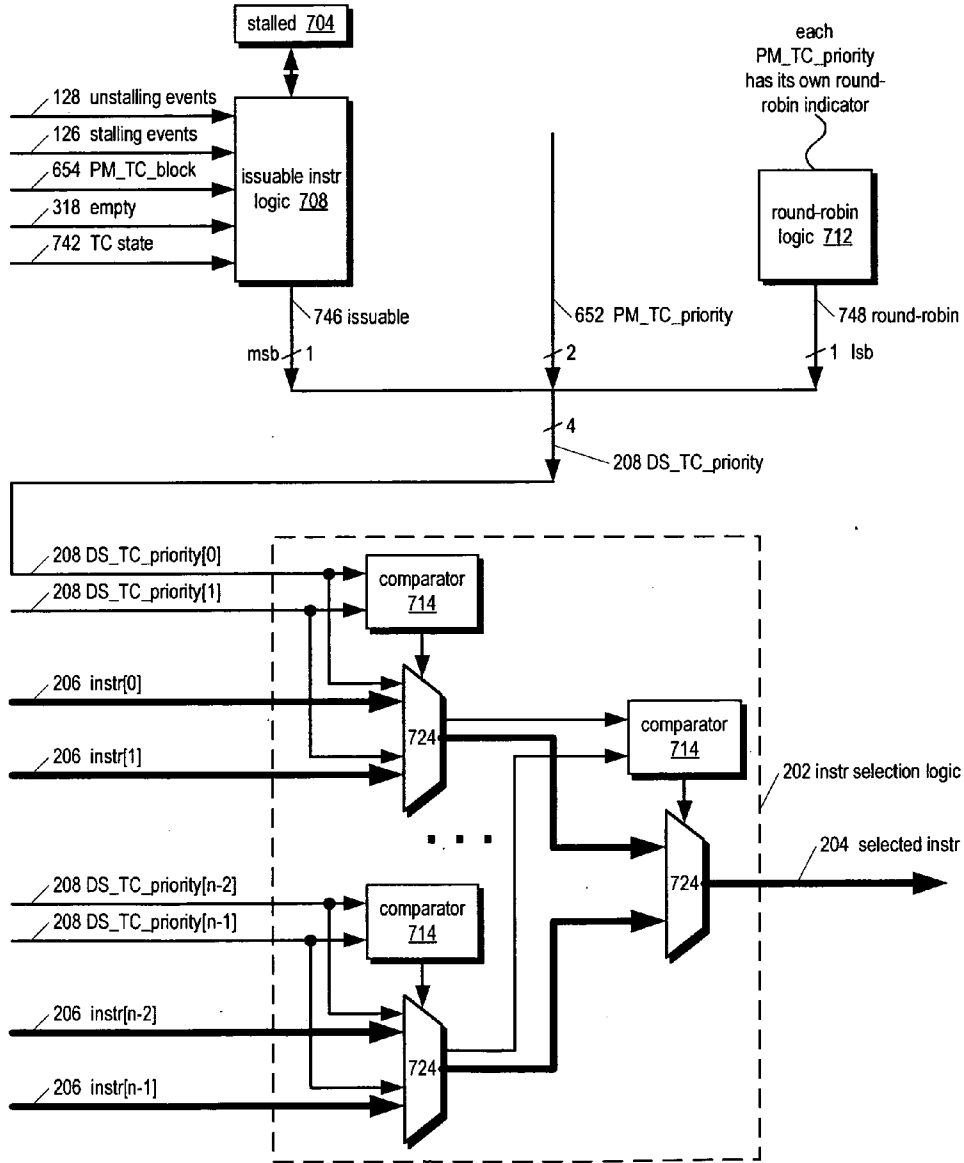 stalled 704
each
PM_TC_priority
has its own round-
robin indicator
128 unstalling events
126 stalling events
654 PM_TC_block
318 empty
742 TC state
issuable instr
logic 708
round-robin
logic 712
746 issuable
652 PM_TC_priority
748 round-robin
msb 1
2
1 lsb
4
208 DS_TC_priority
208 DS_TC_priority[0]
208 DS_TC_priority[1]
comparator
714
206 instr[0]
206 instr[1]
724
comparator
714
202 instr selection logic
204 selected instr
724
208 DS_TC_priority[n-2]
208 DS_TC_priority[n-1]
comparator
714
206 instr[n-2]
206 instr[n-1]
724